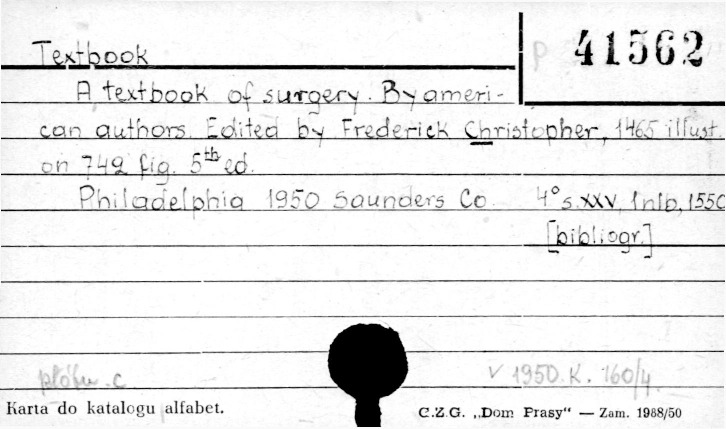 Textbook
P 41562
A textbook of surgery. By ameri-
can authors. Edited by Frederick Christopher, 1465 illust.
on 742 fig. 5th ed.
Philadelphia 1950 Saunders Co. 4° s. XXV, 1nlb, 1550
[bibliogr.]
płótn. c
V 1950. K. 160/4.
Karta do katalogu alfabet.
C.Z.G. „Dom Prasy“ — Zam. 1988/50